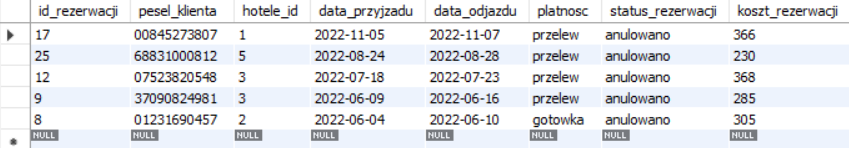 id_rezerwacji pesel_klienta hotele_id data_przyjzadu data_odjazdu platnosc status_rezerwacji koszt_rezerwacji
17 00845273807 1 2022-11-05 2022-11-07 przelew anulowano 366
25 68831000812 5 2022-08-24 2022-08-28 przelew anulowano 230
12 07523820548 3 2022-07-18 2022-07-23 przelew anulowano 368
9 37090824981 3 2022-06-09 2022-06-16 przelew anulowano 285
8 01231690457 2 2022-06-04 2022-06-10 gotowka anulowano 305
NULL NULL NULL NULL NULL NULL NULL NULL